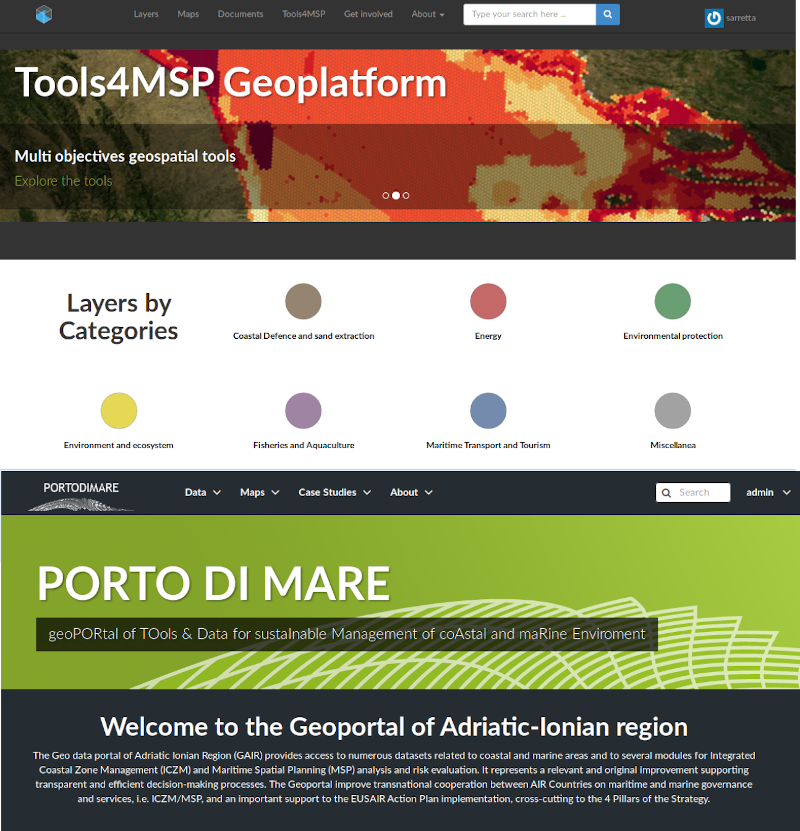 Layers Maps Documents Tools4MSP Get involved About Type your search here ... sarretta
Tools4MSP Geoplatform
Multi objectives geospatial tools
Explore the tools
Layers by
Categories
Coastal Defence and sand extraction
Energy
Environmental protection
Environment and ecosystem
Fisheries and Aquaculture
Maritime Transport and Tourism
Miscellanea
PORTODIMARE Data Maps Case Studies About Search admin
PORTO DI MARE
geoPORtal of TOols & Data for sustaInable Management of coAstal and maRine Enviroment
Welcome to the Geoportal of Adriatic-Ionian region
The Geo data portal of Adriatic Ionian Region (GAIR) provides access to numerous datasets related to coastal and marine areas and to several modules for Integrated
Coastal Zone Management (ICZM) and Maritime Spatial Planning (MSP) analysis and risk evaluation. It represents a relevant and original improvement supporting
transparent and efficient decision-making processes. The Geoportal improve transnational cooperation between AIR Countries on maritime and marine governance
and services, i.e. ICZM/MSP, and an important support to the EUSAIR Action Plan implementation, cross-cutting to the 4 Pillars of the Strategy.